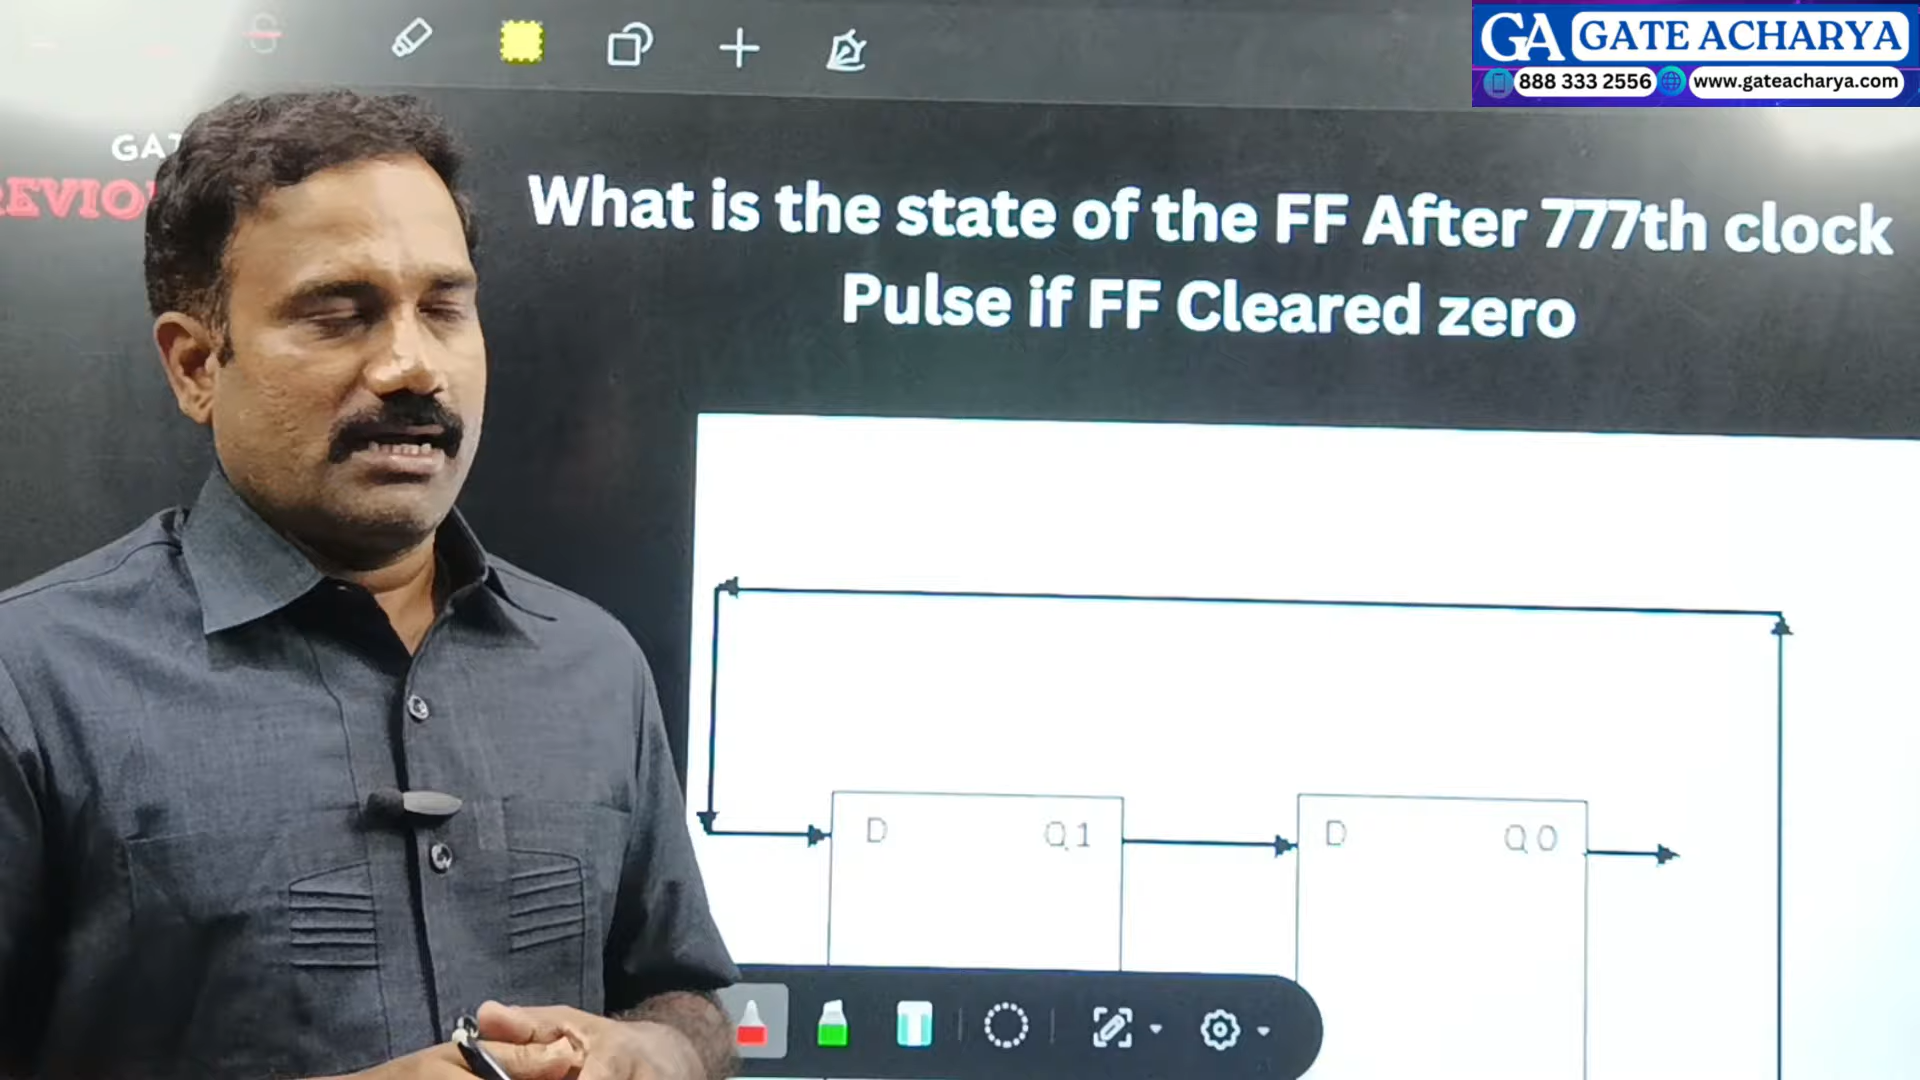 GA GATE ACHARYA
888 333 2556 www.gateacharya.com
What is the state of the FF After 777th clock
Pulse if FF Cleared zero
D Q1 D Q0